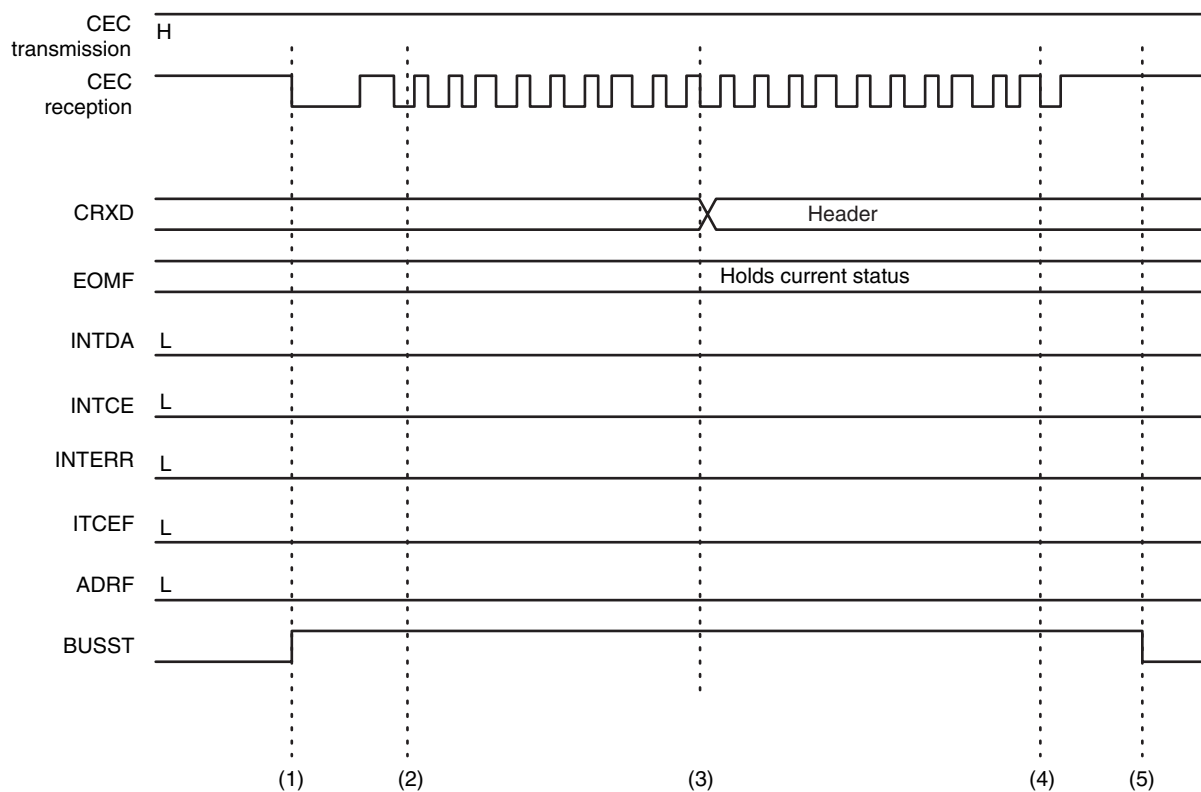 CEC
transmission
H
CEC
reception
CRXD
Header
EOMF
Holds current status
INTDA L
INTCE L
INTERR L
ITCEF L
ADRF L
BUSST
(1) (2) (3) (4) (5)